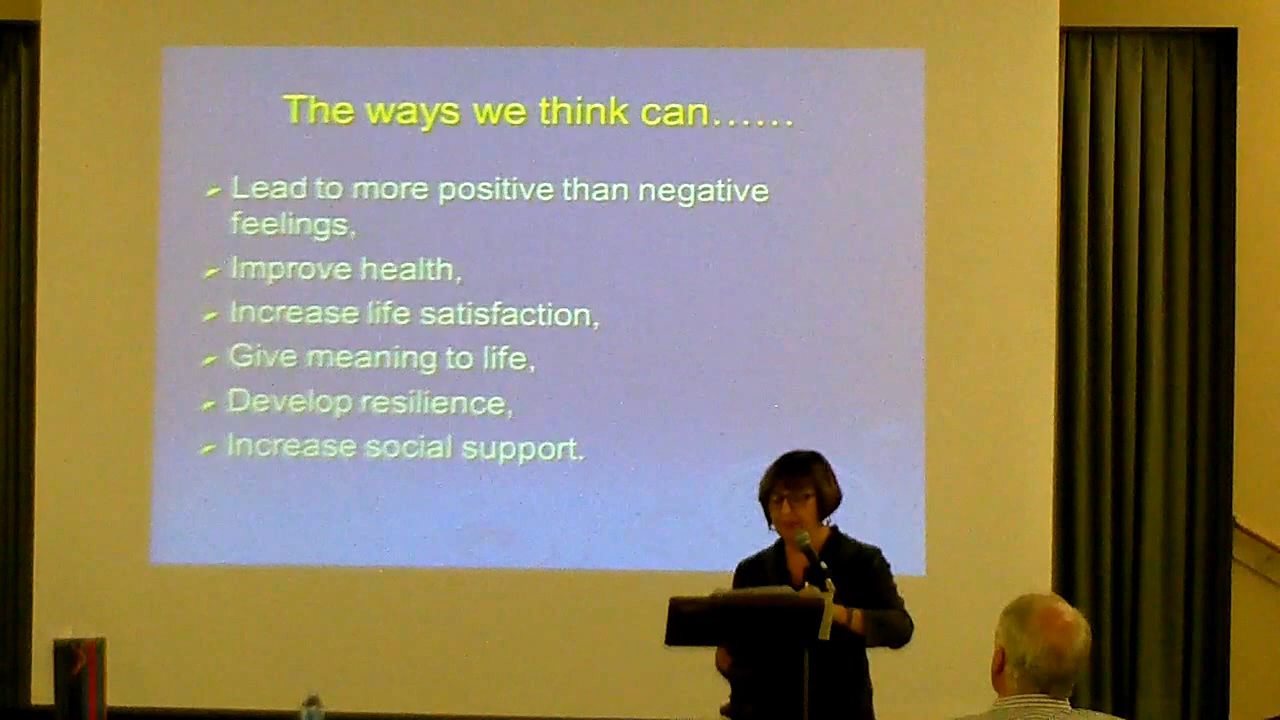 The ways we think can......
Lead to more positive than negative
feelings,
Improve health,
Increase life satisfaction,
Give meaning to life,
Develop resilience,
Increase social support.